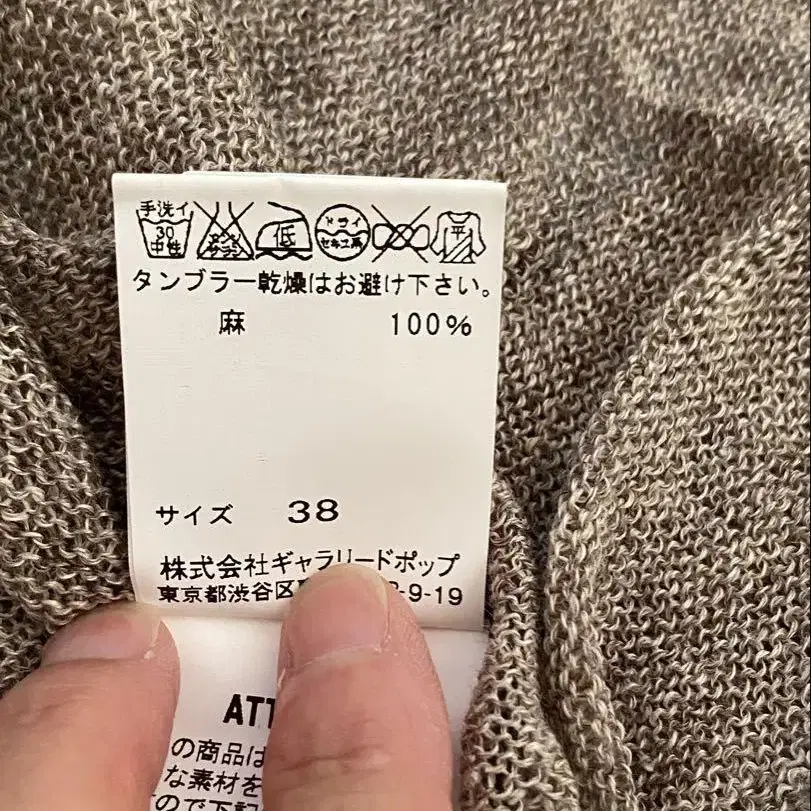 手洗イ
30
中性
低
ドライ
セキユ系
平
タンブラー乾燥はお避け下さい。
麻 100%
サイズ 38
株式会社ギャラリードポップ
東京都渋谷区 -9-19
ATT
の商品は
な素材を
ので下記